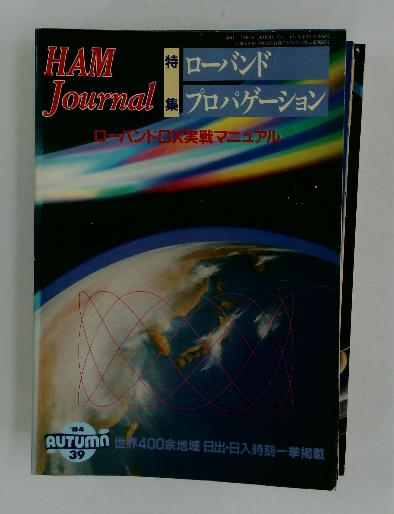 HAM
Journal
特集
ローバンド
プロパゲーション
ローバンドDX実戦マニュアル
'84
AUTUMN
39
世界400余地域 日出・日入時刻一挙掲載